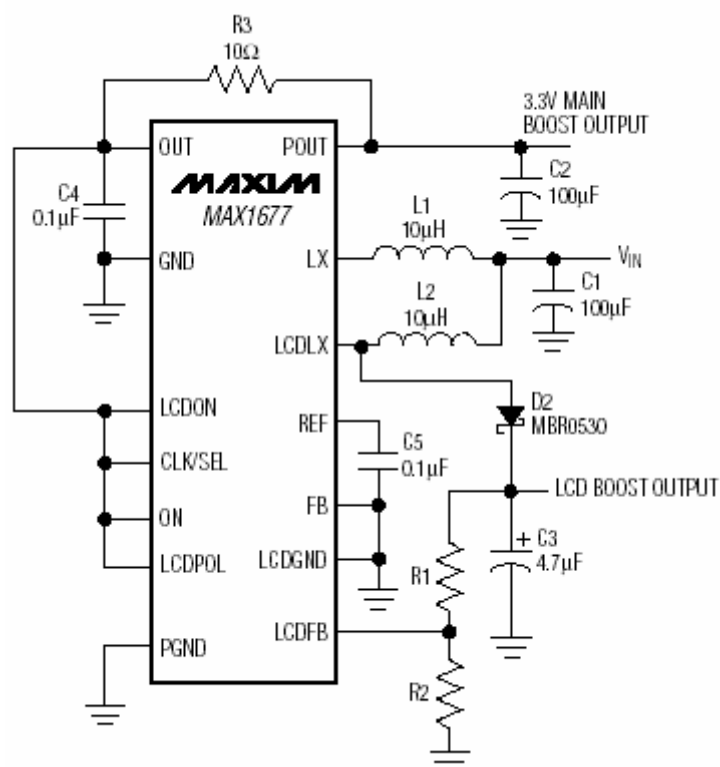 R3
10Ω
3.3V MAIN
BOOST OUTPUT
OUT
POUT
MAXIM
MAX1677
C4
0.1µF
C2
100µF
L1
10µH
GND
LX
VIN
C1
100µF
L2
10µH
LCDLX
LCDON
REF
D2
MBR0530
CLK/SEL
C5
0.1µF
LCD BOOST OUTPUT
ON
FB
+ C3
4.7µF
LCDPOL
LCDGND
R1
LCDFB
PGND
R2